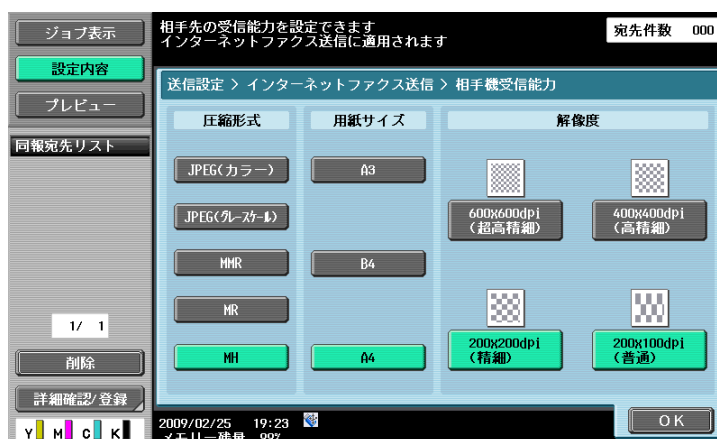 ジョブ表示
設定内容
プレビュー
同報宛先リスト
1/ 1
削除
詳細確認/登録
Y M C K
相手先の受信能力を設定できます
インターネットファクス送信に適用されます
宛先件数 000
送信設定 > インターネットファクス送信 > 相手機受信能力
圧縮形式
JPEG(カラー)
JPEG(グレースケール)
MMR
MR
MH
用紙サイズ
A3
B4
A4
解像度
600x600dpi
(超高精細)
400x400dpi
(高精細)
200x200dpi
(精細)
200x100dpi
(普通)
2009/02/25 19:23
メモリー残量 99%
OK